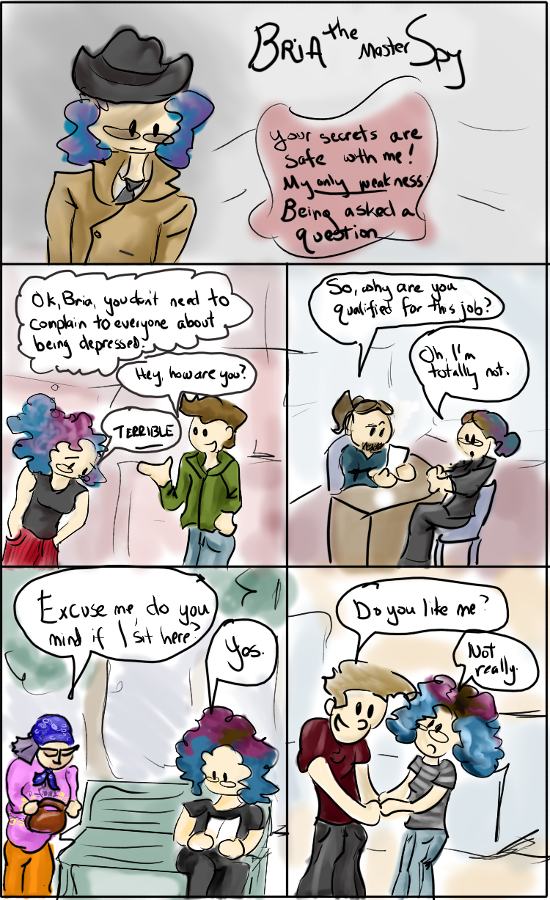 BRIA the Master Spy
Your secrets are
safe with me!
My only weakness:
Being asked a
question
Ok, Bria, you don't need to
complain to everyone about
being depressed.
Hey, how are you?
TERRIBLE
So, why are you
qualified for this job?
Oh, I'm
totally not.
Excuse me, do you
mind if I sit here?
Yes.
Do you like me?
Not
really.